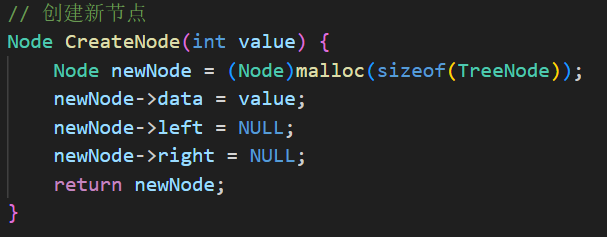 // 创建新节点
Node CreateNode(int value) {
    Node newNode = (Node)malloc(sizeof(TreeNode));
    newNode->data = value;
    newNode->left = NULL;
    newNode->right = NULL;
    return newNode;
}